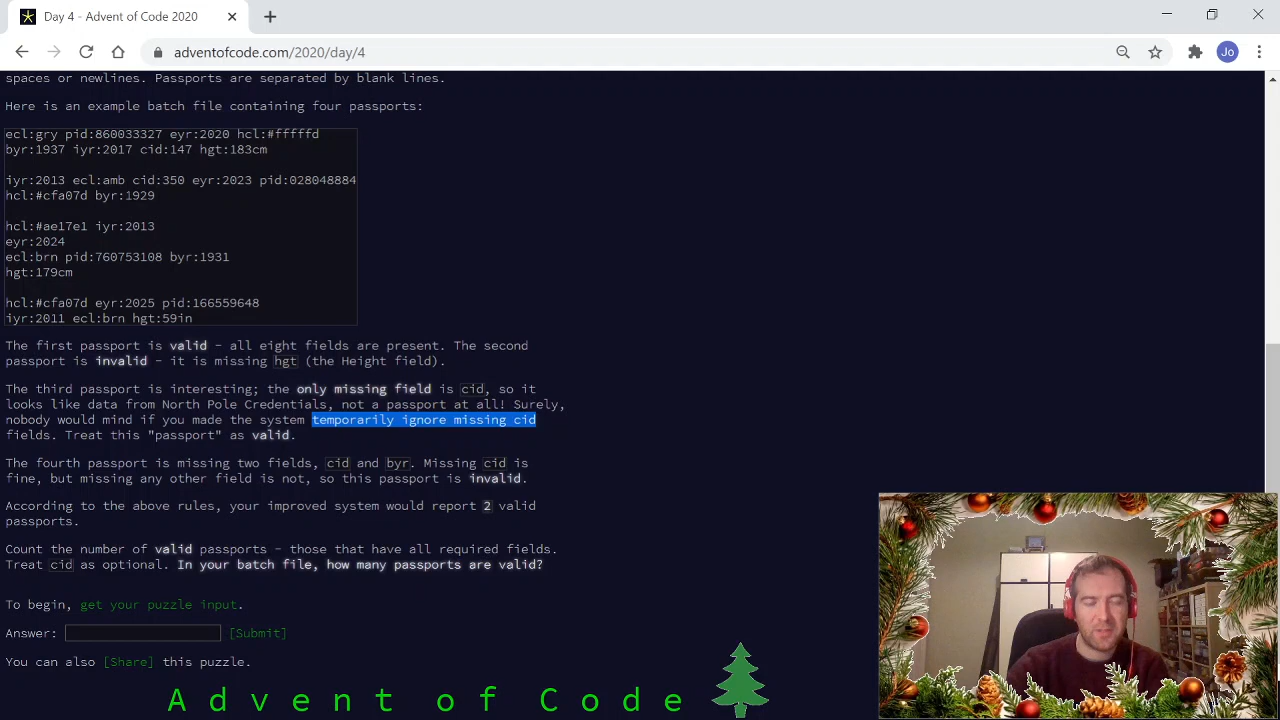 Day 4 - Advent of Code 2020
adventofcode.com/2020/day/4
Jo
spaces or newlines. Passports are separated by blank lines.
Here is an example batch file containing four passports:
ecl:gry pid:860033327 eyr:2020 hcl:#fffffd
byr:1937 iyr:2017 cid:147 hgt:183cm
iyr:2013 ecl:amb cid:350 eyr:2023 pid:028048884
hcl:#cfa07d byr:1929
hcl:#ae17e1 iyr:2013
eyr:2024
ecl:brn pid:760753108 byr:1931
hgt:179cm
hcl:#cfa07d eyr:2025 pid:166559648
iyr:2011 ecl:brn hgt:59in
The first passport is valid - all eight fields are present. The second
passport is invalid - it is missing hgt (the Height field).
The third passport is interesting; the only missing field is cid, so it
looks like data from North Pole Credentials, not a passport at all! Surely,
nobody would mind if you made the system temporarily ignore missing cid
fields. Treat this "passport" as valid.
The fourth passport is missing two fields, cid and byr. Missing cid is
fine, but missing any other field is not, so this passport is invalid.
According to the above rules, your improved system would report 2 valid
passports.
Count the number of valid passports - those that have all required fields.
Treat cid as optional. In your batch file, how many passports are valid?
To begin, get your puzzle input.
Answer: [Submit]
You can also [Share] this puzzle.
Advent of Code